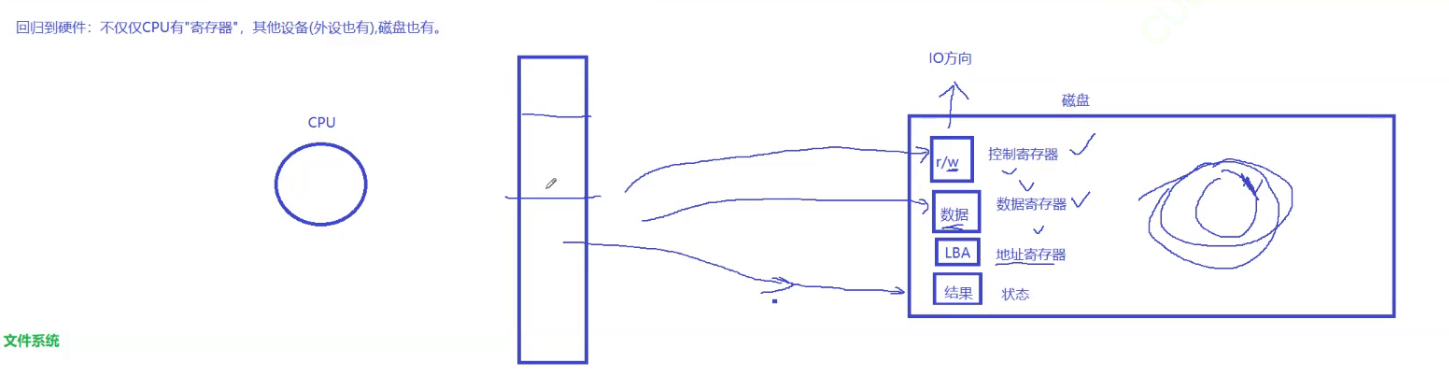 回归到硬件：不仅仅CPU有"寄存器"，其他设备(外设也有),磁盘也有。
IO方向
磁盘
CPU
r/w 控制寄存器
数据 数据寄存器
LBA 地址寄存器
结果 状态
文件系统